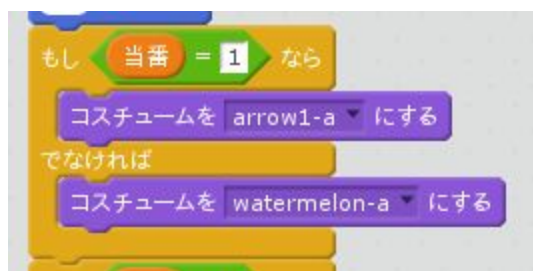 もし 当番 = 1 なら
コスチュームを arrow1-a にする
でなければ
コスチュームを watermelon-a にする